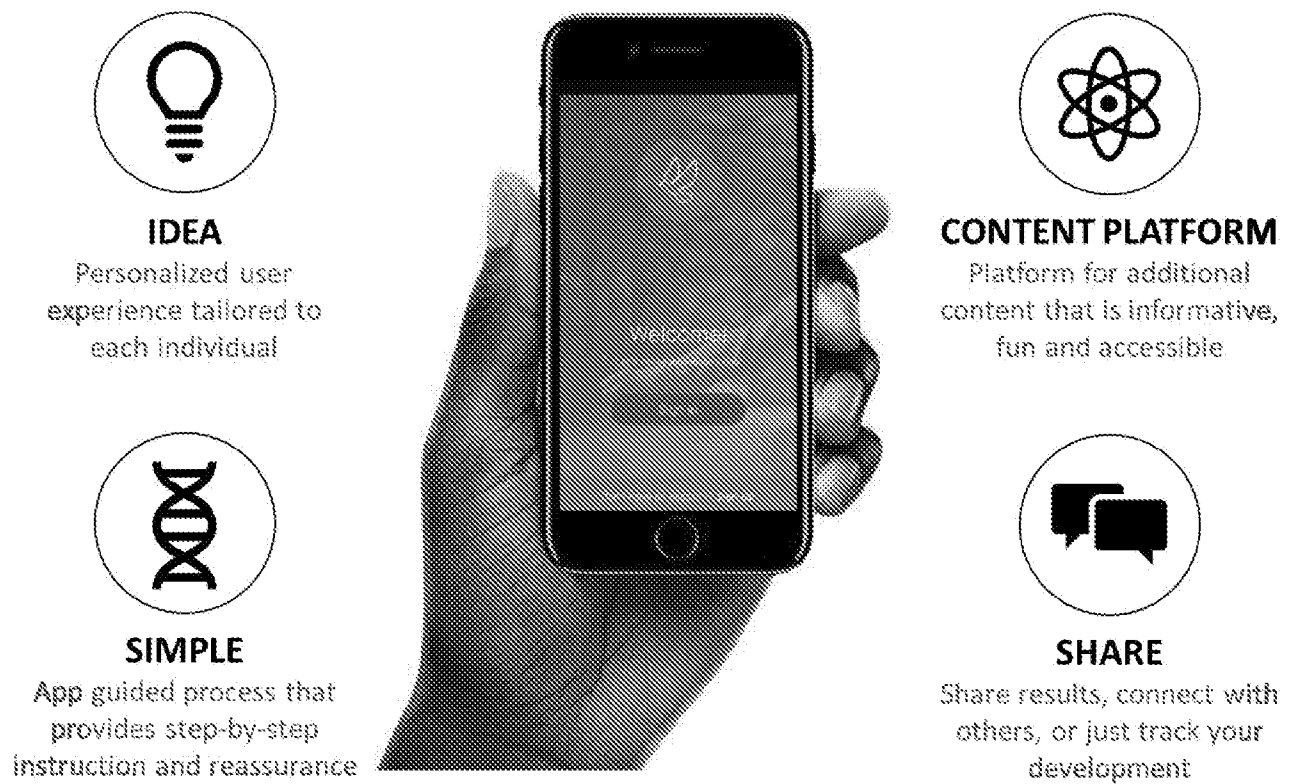 IDEA
Personalized user
experience tailored to
each individual
SIMPLE
App guided process that
provides step-by-step
instruction and reassurance
CONTENT PLATFORM
Platform for additional
content that is informative,
fun and accessible
SHARE
Share results, connect with
others, or just track your
development